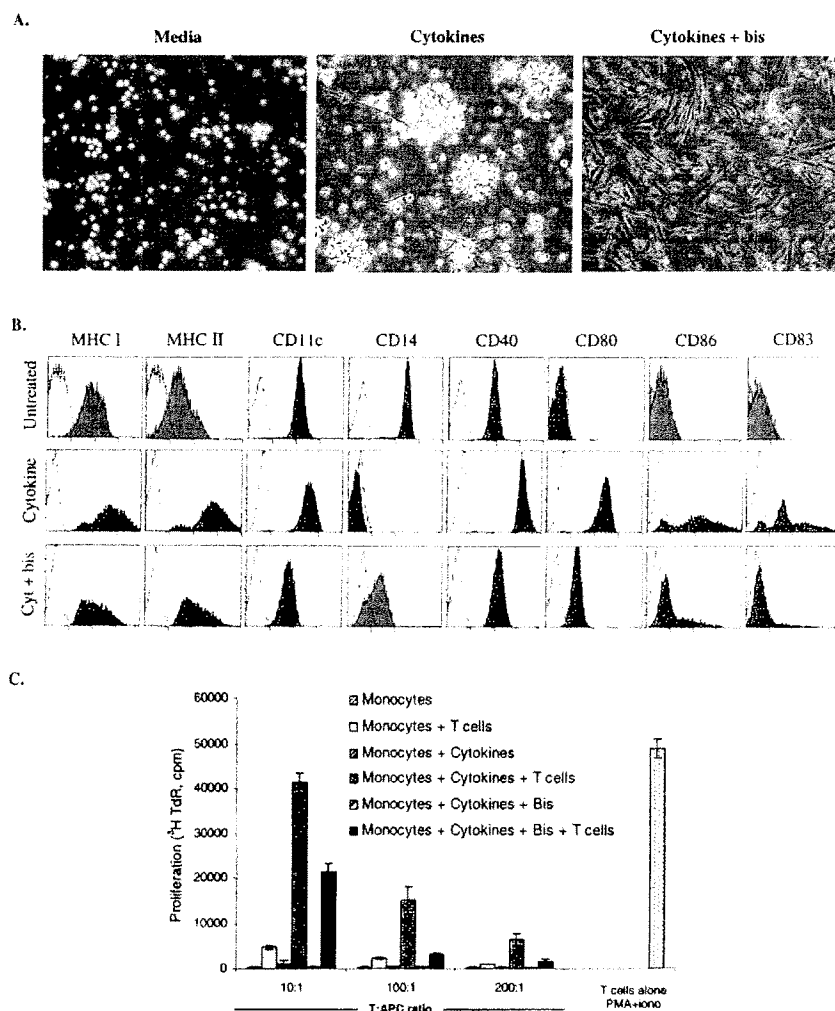 A.
Media Cytokines Cytokines + bis
B.
MHC I MHC II CD11c CD14 CD40 CD80 CD86 CD83
Untreated
Cytokine
Cyt + bis
C.
Proliferation (³H TdR, cpm)
60000
50000
40000
30000
20000
10000
0
Monocytes
Monocytes + T cells
Monocytes + Cytokines
Monocytes + Cytokines + T cells
Monocytes + Cytokines + Bis
Monocytes + Cytokines + Bis + T cells
10:1 100:1 200:1
T:APC ratio
T cells alone
PMA+iono